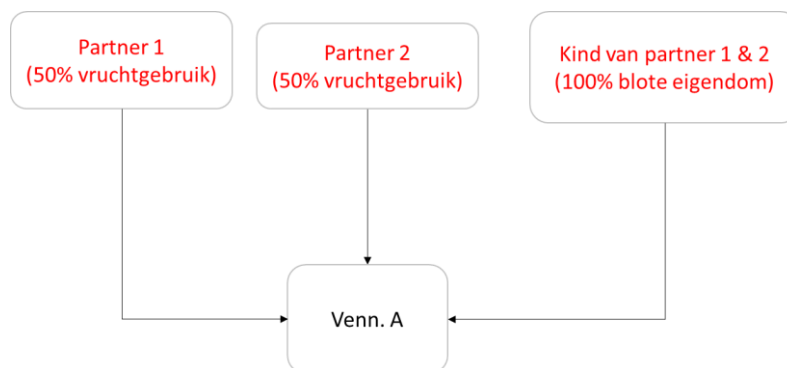 Partner 1
(50% vruchtgebruik)
Partner 2
(50% vruchtgebruik)
Kind van partner 1 & 2
(100% blote eigendom)
Venn. A